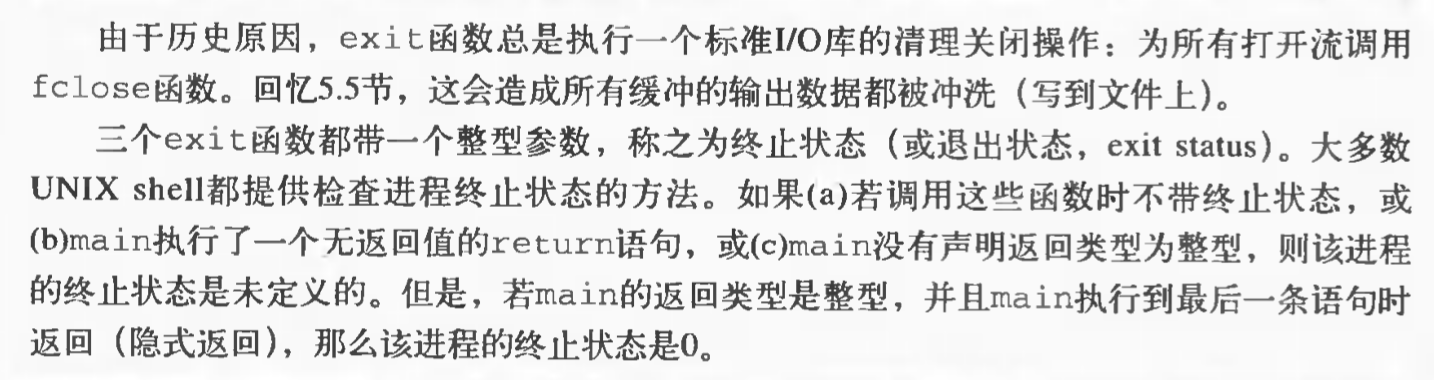 由于历史原因，exit函数总是执行一个标准I/O库的清理关闭操作：为所有打开流调用
fclose函数。回忆5.5节，这会造成所有缓冲的输出数据都被冲洗（写到文件上）。
三个exit函数都带一个整型参数，称之为终止状态（或退出状态，exit status）。大多数
UNIX shell都提供检查进程终止状态的方法。如果(a)若调用这些函数时不带终止状态，或
(b)main执行了一个无返回值的return语句，或(c)main没有声明返回类型为整型，则该进程
的终止状态是未定义的。但是，若main的返回类型是整型，并且main执行到最后一条语句时
返回（隐式返回），那么该进程的终止状态是0。